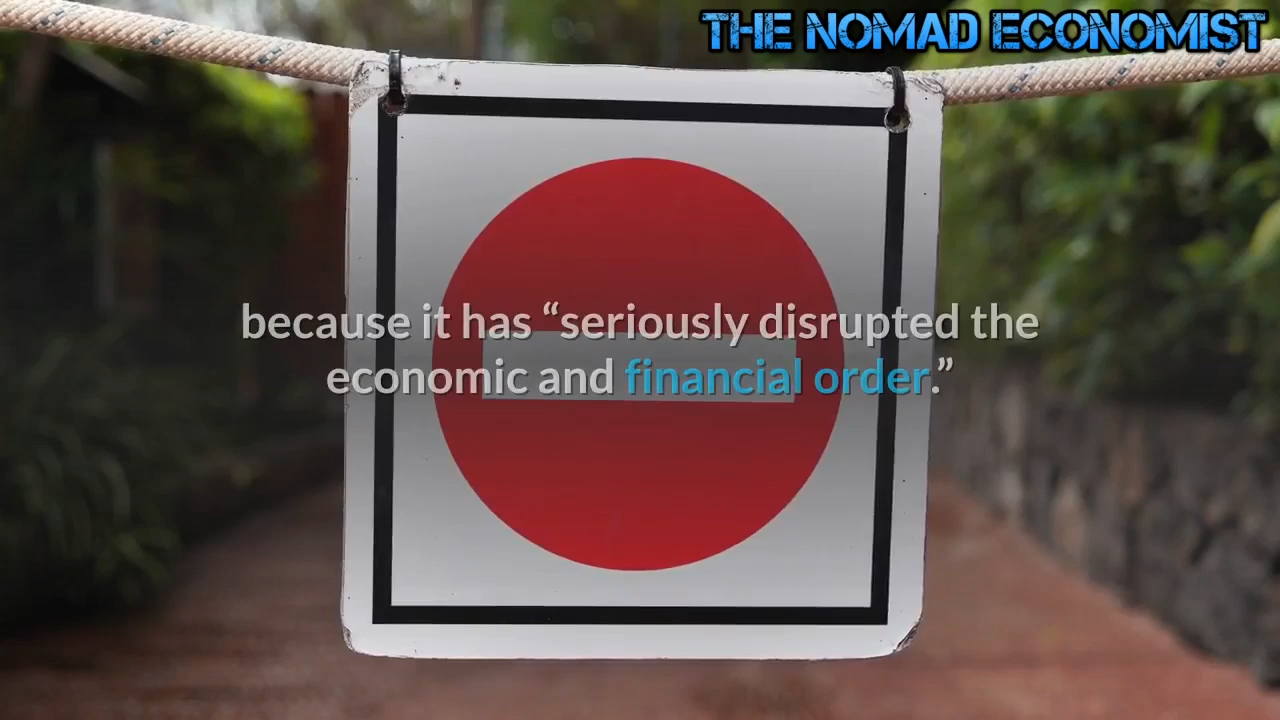 THE NOMAD ECONOMIST
because it has “seriously disrupted the
economic and financial order.”